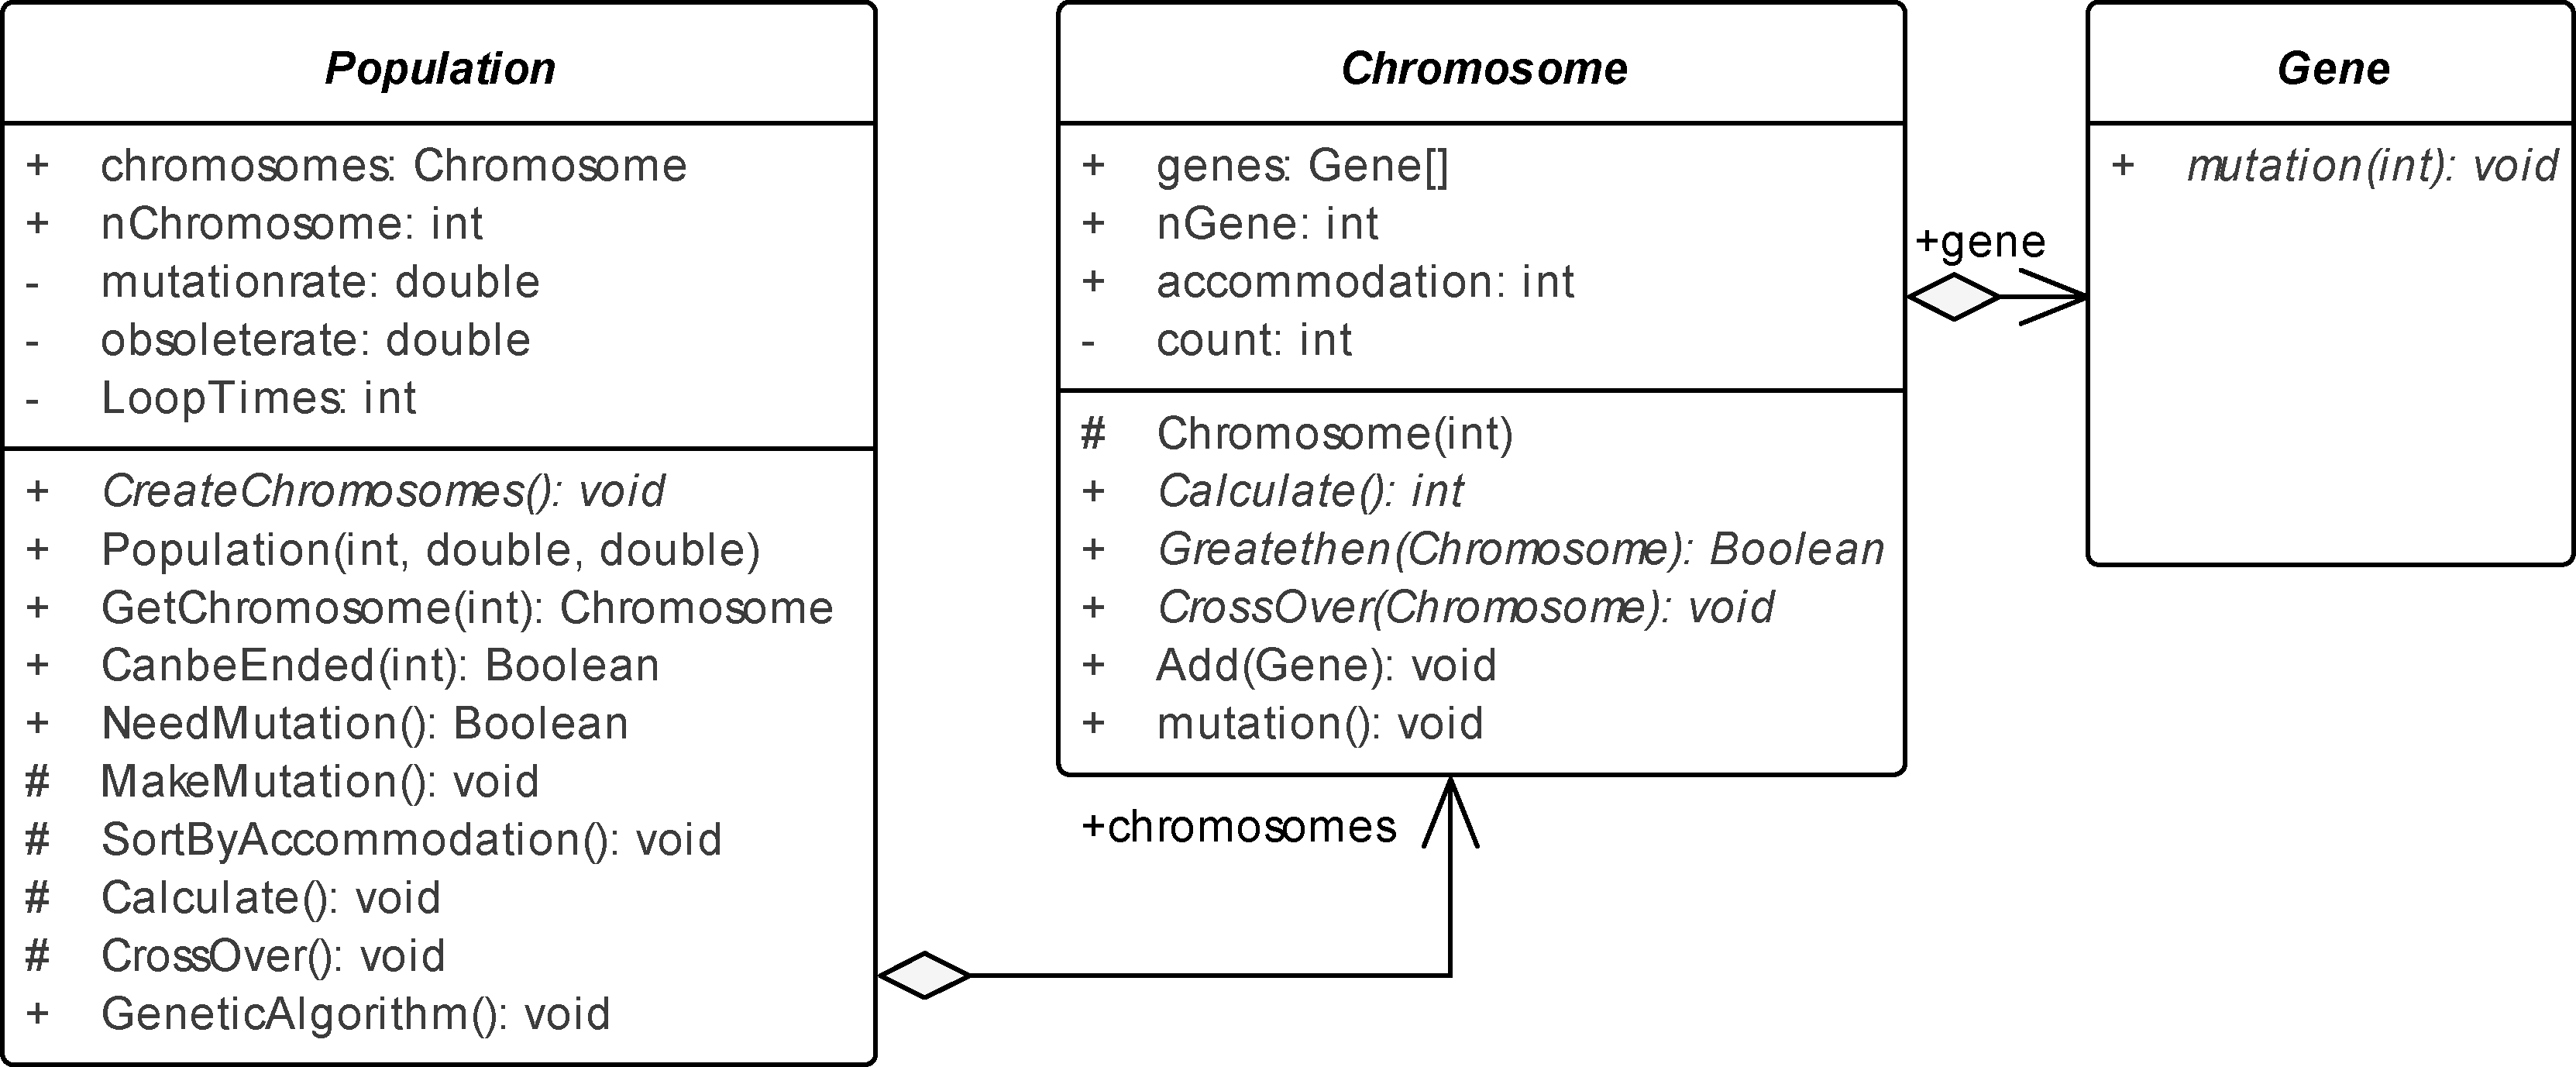 Population
+ chromosomes: Chromosome
+ nChromosome: int
- mutationrate: double
- obsoleterate: double
- LoopTimes: int
+ CreateChromosomes(): void
+ Population(int, double, double)
+ GetChromosome(int): Chromosome
+ CanbeEnded(int): Boolean
+ NeedMutation(): Boolean
# MakeMutation(): void
# SortByAccommodation(): void
# Calculate(): void
# CrossOver(): void
+ GeneticAlgorithm(): void
Chromosome
+ genes: Gene[]
+ nGene: int
+ accommodation: int
- count: int
# Chromosome(int)
+ Calculate(): int
+ Greatethen(Chromosome): Boolean
+ CrossOver(Chromosome): void
+ Add(Gene): void
+ mutation(): void
+chromosomes
+gene
Gene
+ mutation(int): void